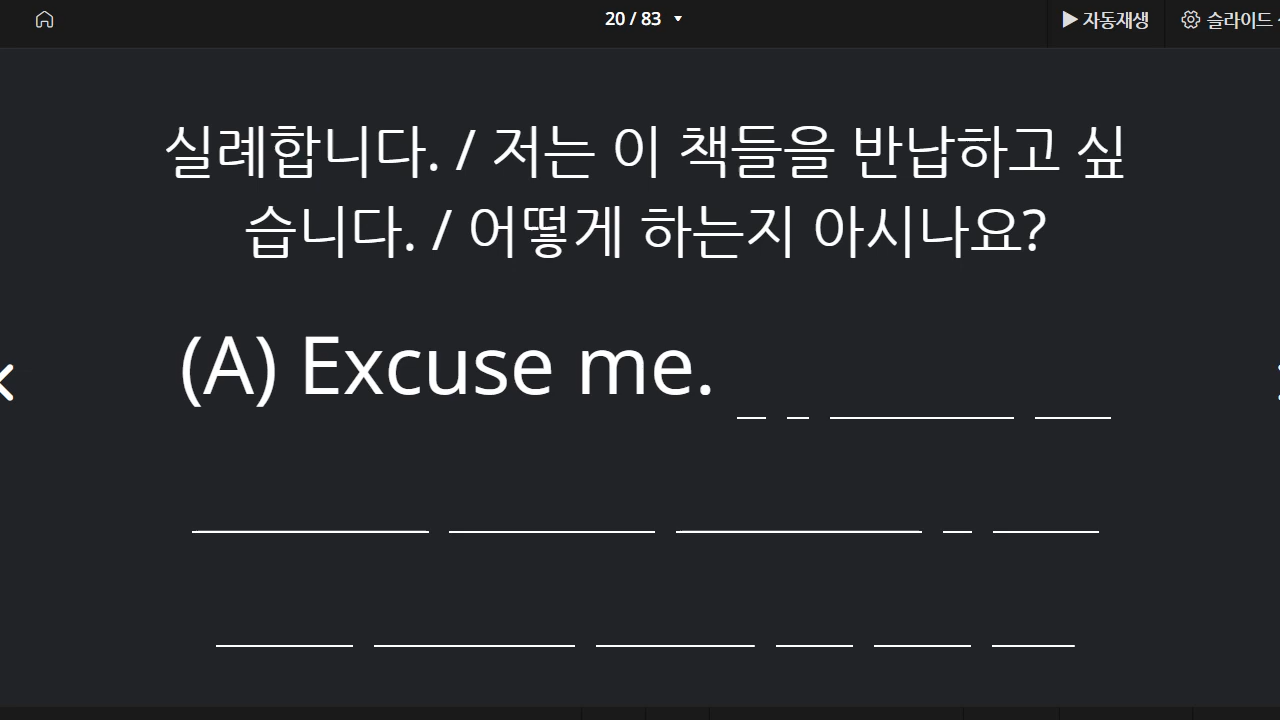 20 / 83
자동재생
슬라이드
실례합니다. / 저는 이 책들을 반납하고 싶
습니다. / 어떻게 하는지 아시나요?
(A) Excuse me.